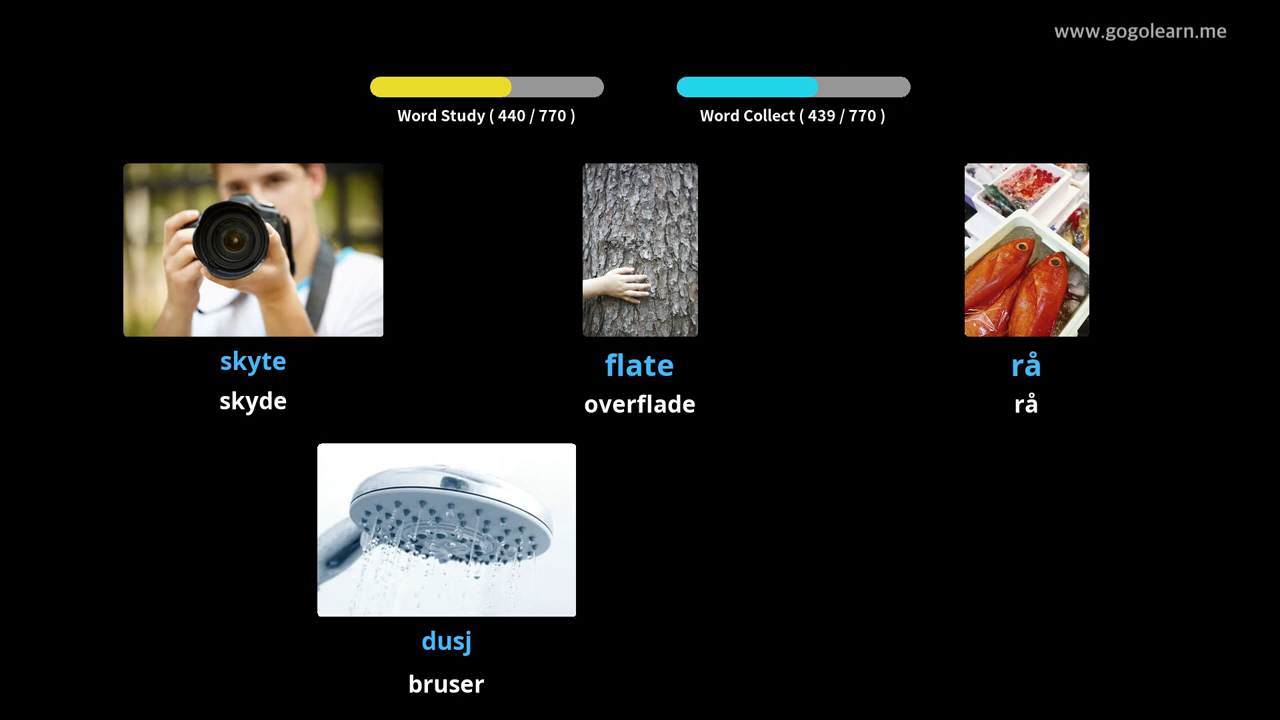 www.gogolearn.me
Word Study ( 440 / 770 )
Word Collect ( 439 / 770 )
skyte
skyde
flate
overflade
rå
rå
dusj
bruser